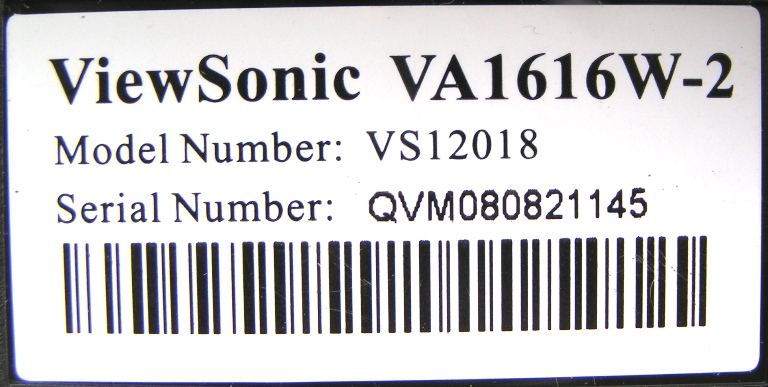 ViewSonic VA1616W-2
Model Number: VS12018
Serial Number: QVM080821145